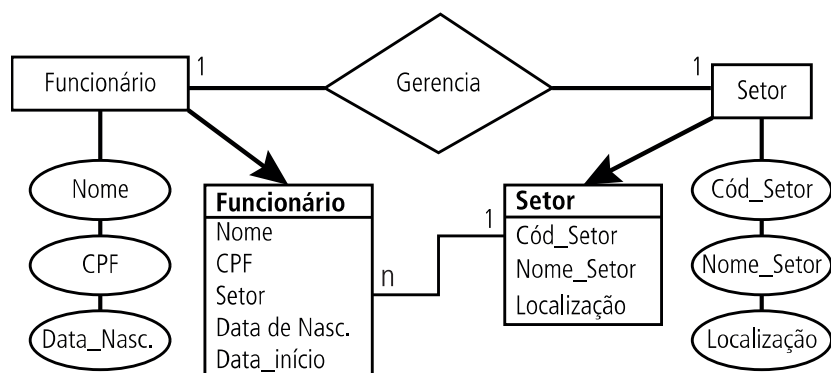 Funcionário
1
Gerencia
1
Setor
Nome
CPF
Data_Nasc.
Funcionário
Nome
CPF
Setor
Data de Nasc.
Data_início
n
1
Setor
Cód_Setor
Nome_Setor
Localização
Cód_Setor
Nome_Setor
Localização